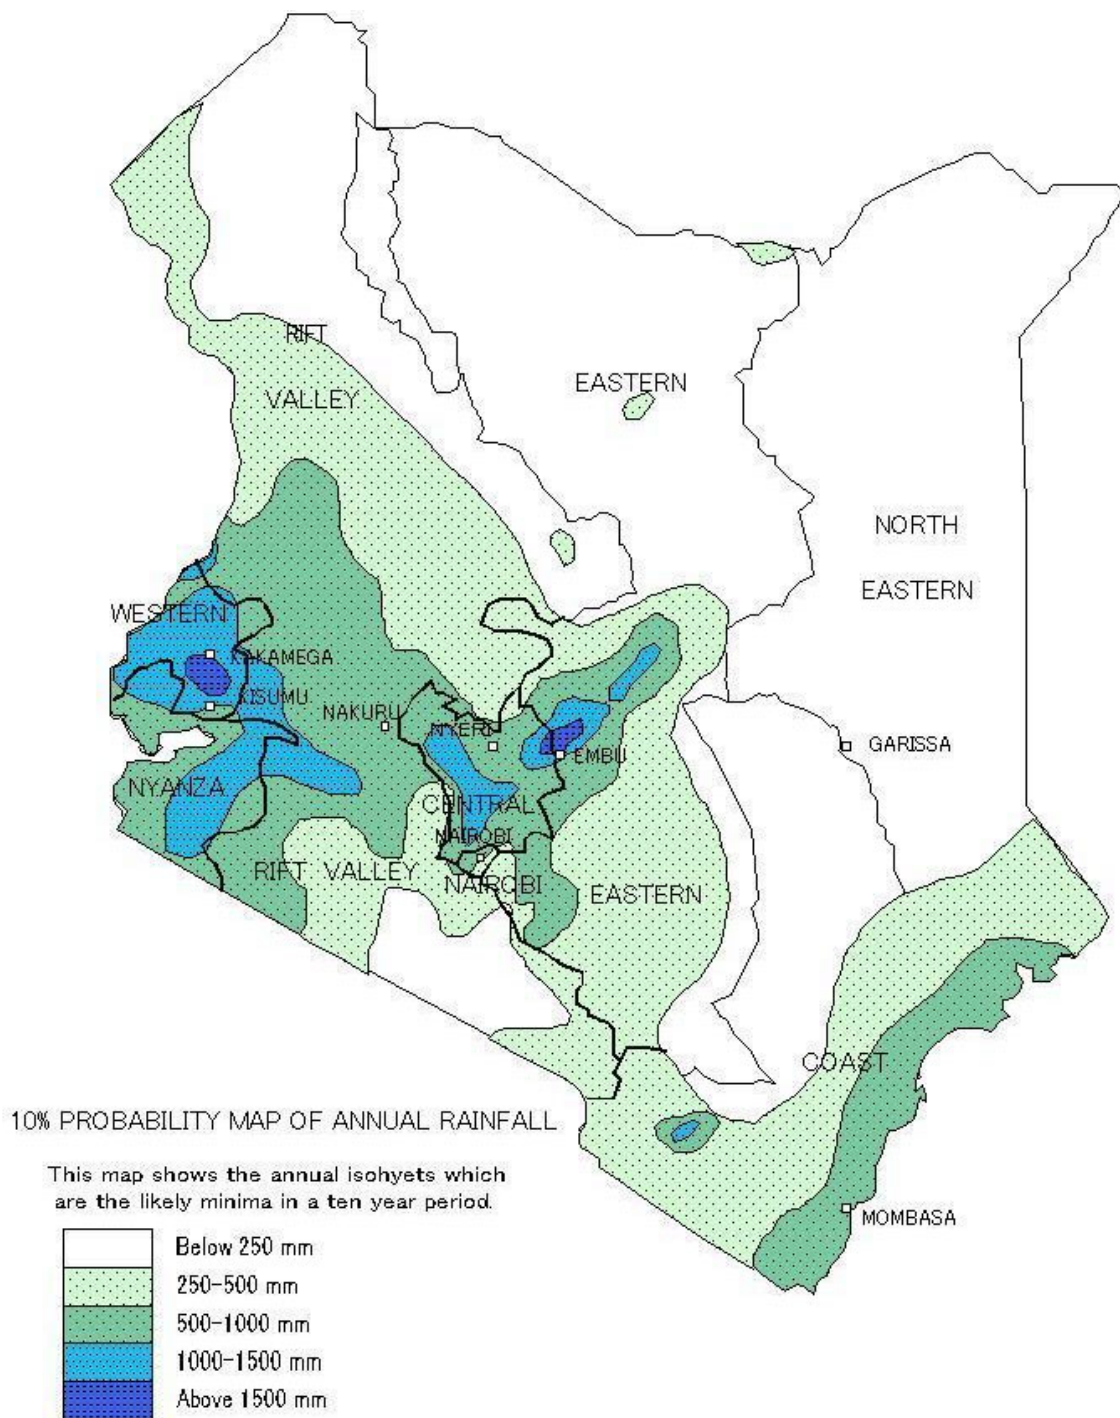 RIFT
VALLEY
EASTERN
NORTH
EASTERN
WESTERN
KAKAMEGA
KISUMU
NAKURU
NYERI
EMBU
GARISSA
NYANZA
CENTRAL
NAIROBI
RIFT VALLEY
NAIROBI
EASTERN
COAST
MOMBASA
10% PROBABILITY MAP OF ANNUAL RAINFALL
This map shows the annual isohyets which
are the likely minima in a ten year period.
Below 250 mm
250-500 mm
500-1000 mm
1000-1500 mm
Above 1500 mm